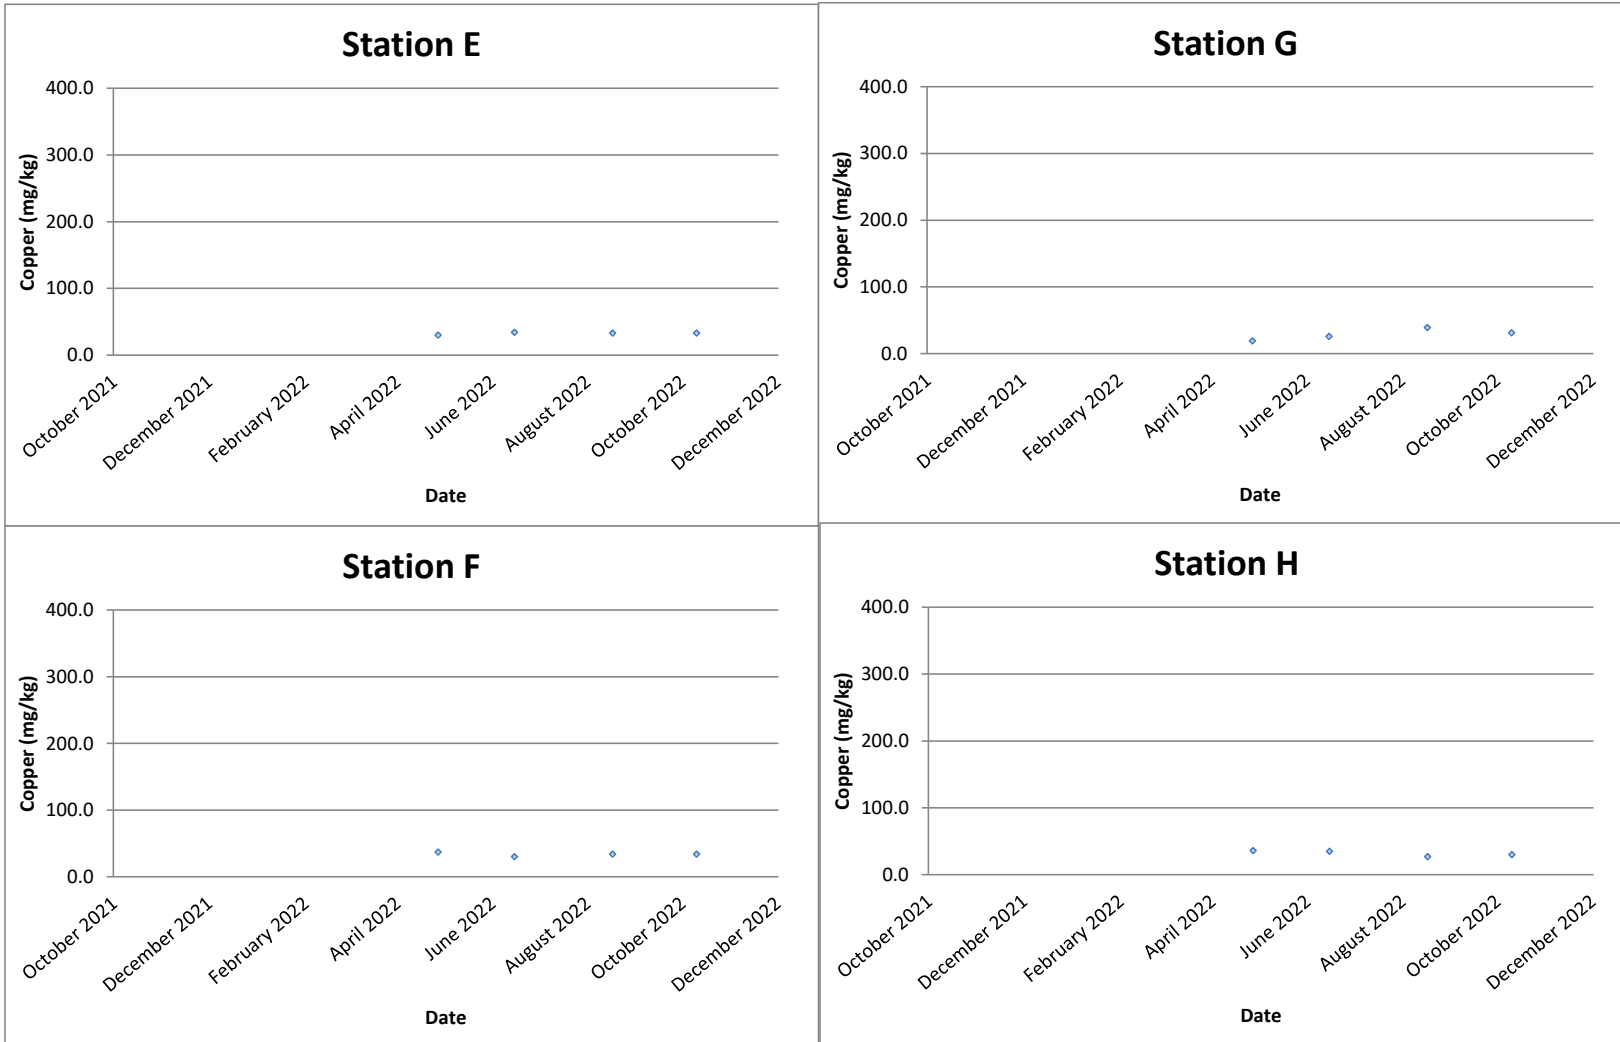 Station E
400.0
300.0
200.0
100.0
0.0
Copper (mg/kg)
October 2021
December 2021
February 2022
April 2022
June 2022
August 2022
October 2022
December 2022
Date
Station G
400.0
300.0
200.0
100.0
0.0
Copper (mg/kg)
October 2021
December 2021
February 2022
April 2022
June 2022
August 2022
October 2022
December 2022
Date
Station F
400.0
300.0
200.0
100.0
0.0
Copper (mg/kg)
October 2021
December 2021
February 2022
April 2022
June 2022
August 2022
October 2022
December 2022
Date
Station H
400.0
300.0
200.0
100.0
0.0
Copper (mg/kg)
October 2021
December 2021
February 2022
April 2022
June 2022
August 2022
October 2022
December 2022
Date